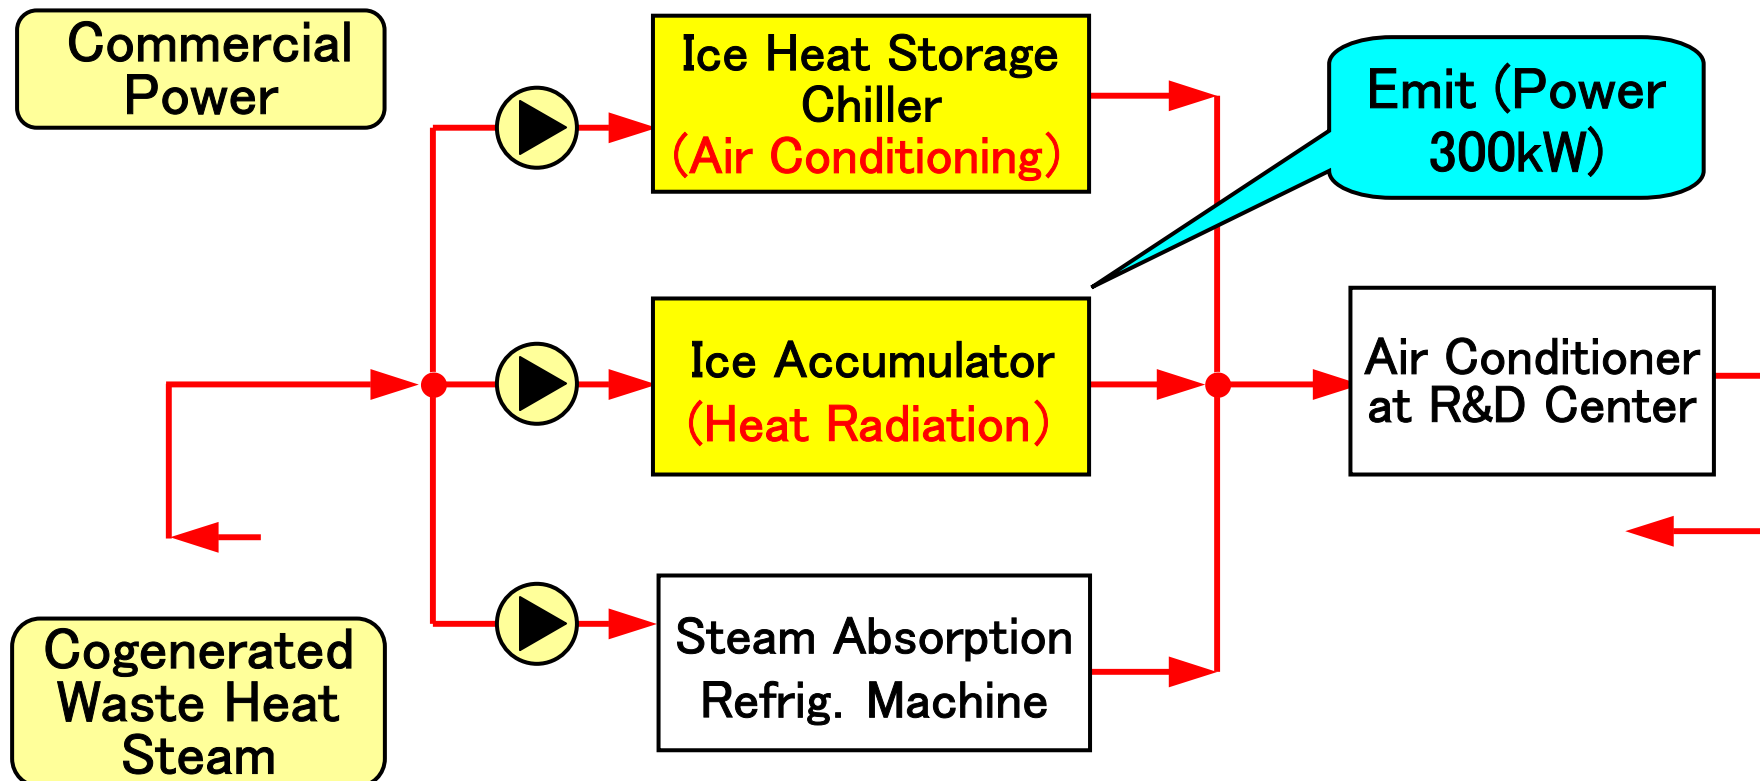 Commercial
Power
Ice Heat Storage
Chiller
(Air Conditioning)
Emit (Power
300kW)
Ice Accumulator
(Heat Radiation)
Air Conditioner
at R&D Center
Steam Absorption
Refrig. Machine
Cogenerated
Waste Heat
Steam